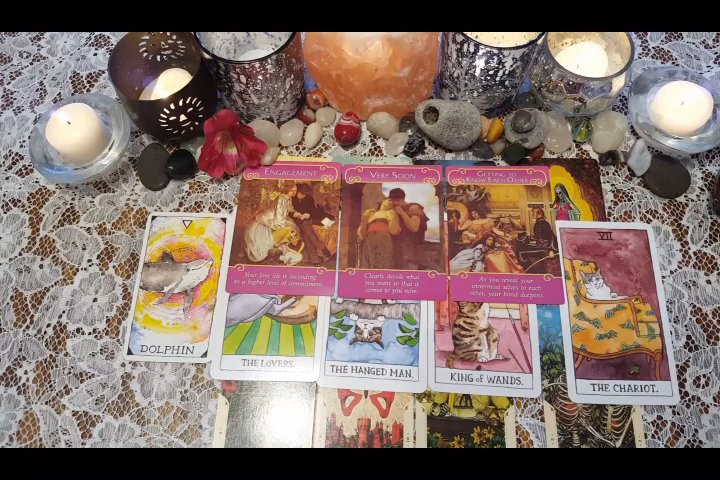 ENGAGEMENT
Your love life is ascending
to a higher level of commitment.
VERY SOON
Clearly decide what
you want so that it
comes to you now.
GETTING TO
KNOW EACH OTHER
As you reveal your
innermost selves to each
other, your bond deepens.
DOLPHIN
THE LOVERS.
THE HANGED MAN.
KING of WANDS.
VII
THE CHARIOT.